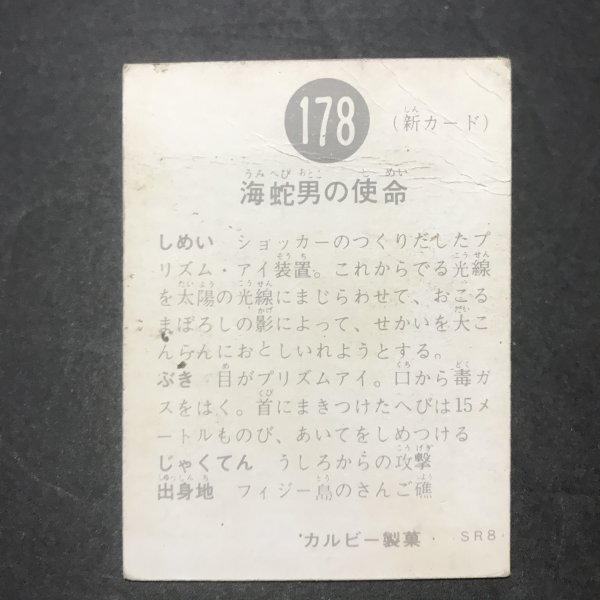 178
(新カード)
海蛇男の使命
しめい ショッカーのつくりだしたプ
リズム・アイ装置。これからでる光線
を太陽の光線にまじらわせて、おこる
まぼろしの影によって、せかいを大こ
んらんにおとしいれようとする。
ぶき 目がプリズムアイ。口から毒ガ
スをはく。首にまきつけたへびは15メ
ートルものび、あいてをしめつける
じゃくてん うしろからの攻撃
出身地 フィジー島のさんご礁
カルビー製菓 SR8